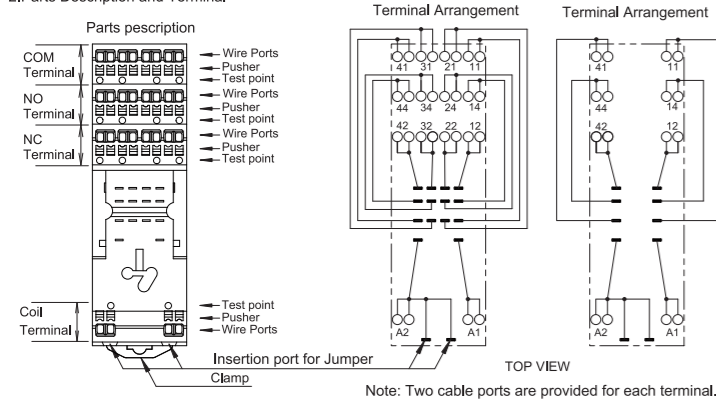 2.Parts Description and Terminal
Parts pescription
COM
Terminal
NO
Terminal
NC
Terminal
Wire Ports
Pusher
Test point
Wire Ports
Pusher
Test point
Wire Ports
Pusher
Test point
Coil
Terminal
Test point
Pusher
Wire Ports
Insertion port for Jumper
Clamp
Terminal Arrangement
41 31 21 11
44 34 24 14
42 32 22 12
A2 A1
Terminal Arrangement
41 11
44 14
42 12
A2 A1
TOP VIEW
Note: Two cable ports are provided for each terminal.